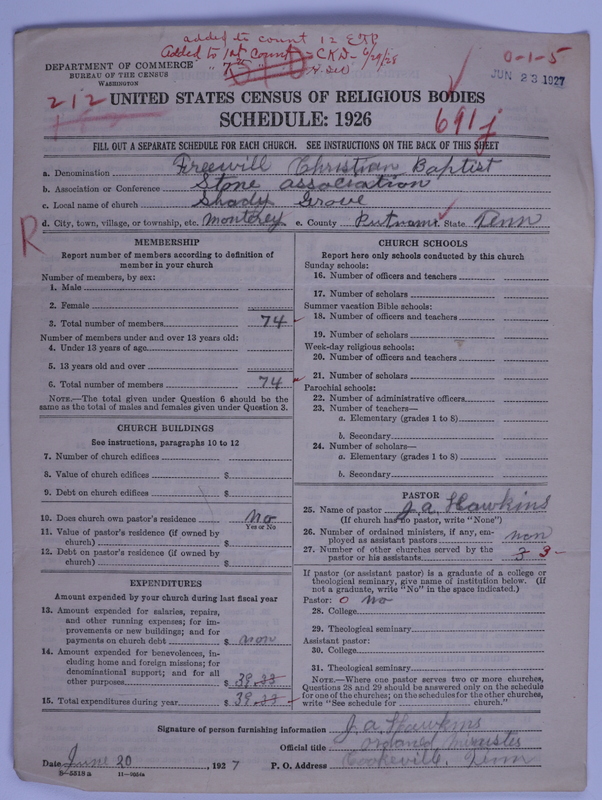 added to count 12 ETP
Added to 1st Count CKD - 6/29/28
0-1-5
DEPARTMENT OF COMMERCE
BUREAU OF THE CENSUS
WASHINGTON
JUN 23 1927
212
UNITED STATES CENSUS OF RELIGIOUS BODIES
SCHEDULE: 1926
691j
FILL OUT A SEPARATE SCHEDULE FOR EACH CHURCH. SEE INSTRUCTIONS ON THE BACK OF THIS SHEET
a. Denomination Freewill Christian Baptist
b. Association or Conference Stone association
c. Local name of church Shady Grove
d. City, town, village, or township, etc. Monterey e. County Putnam State Tenn
R
MEMBERSHIP
Report number of members according to definition of
member in your church
Number of members, by sex:
1. Male
2. Female
3. Total number of members 74
Number of members under and over 13 years old:
4. Under 13 years of age
5. 13 years old and over
6. Total number of members 74
NOTE.—The total given under Question 6 should be the
same as the total of males and females given under Question 3.
CHURCH BUILDINGS
See instructions, paragraphs 10 to 12
7. Number of church edifices
8. Value of church edifices $
9. Debt on church edifices $
10. Does church own pastor's residence No
Yes or No
11. Value of pastor's residence (if owned by
church) $
12. Debt on pastor's residence (if owned by
church) $
EXPENDITURES
Amount expended by your church during last fiscal year
13. Amount expended for salaries, repairs,
and other running expenses; for im-
provements or new buildings; and for
payments on church debt $ non
14. Amount expended for benevolences, in-
cluding home and foreign missions; for
denominational support; and for all
other purposes $ 39.33
15. Total expenditures during year $ 39.33
CHURCH SCHOOLS
Report here only schools conducted by this church
Sunday schools:
16. Number of officers and teachers
17. Number of scholars
Summer vacation Bible schools:
18. Number of officers and teachers
19. Number of scholars
Week-day religious schools:
20. Number of officers and teachers
21. Number of scholars
Parochial schools:
22. Number of administrative officers
23. Number of teachers—
a. Elementary (grades 1 to 8)
b. Secondary
24. Number of scholars—
a. Elementary (grades 1 to 8)
b. Secondary
PASTOR
25. Name of pastor J. a Hawkins
(If church has no pastor, write "None")
26. Number of ordained ministers, if any, em-
ployed as assistant pastors non
27. Number of other churches served by the
pastor or his assistants 3 3-
If pastor (or assistant pastor) is a graduate of a college or
theological seminary, give name of institution below. (If
not a graduate, write "No" in the space indicated.)
Pastor: 0 No
28. College
29. Theological seminary
Assistant pastor:
30. College
31. Theological seminary
NOTE.—Where one pastor serves two or more churches,
Questions 28 and 29 should be answered only on the schedule
for one of the churches; on the schedules for the other churches,
write "See schedule for church."
Signature of person furnishing information J. a. Hawkins
Official title ordaned minister
Date June 20, 1927 P. O. Address Cookeville, Tenn